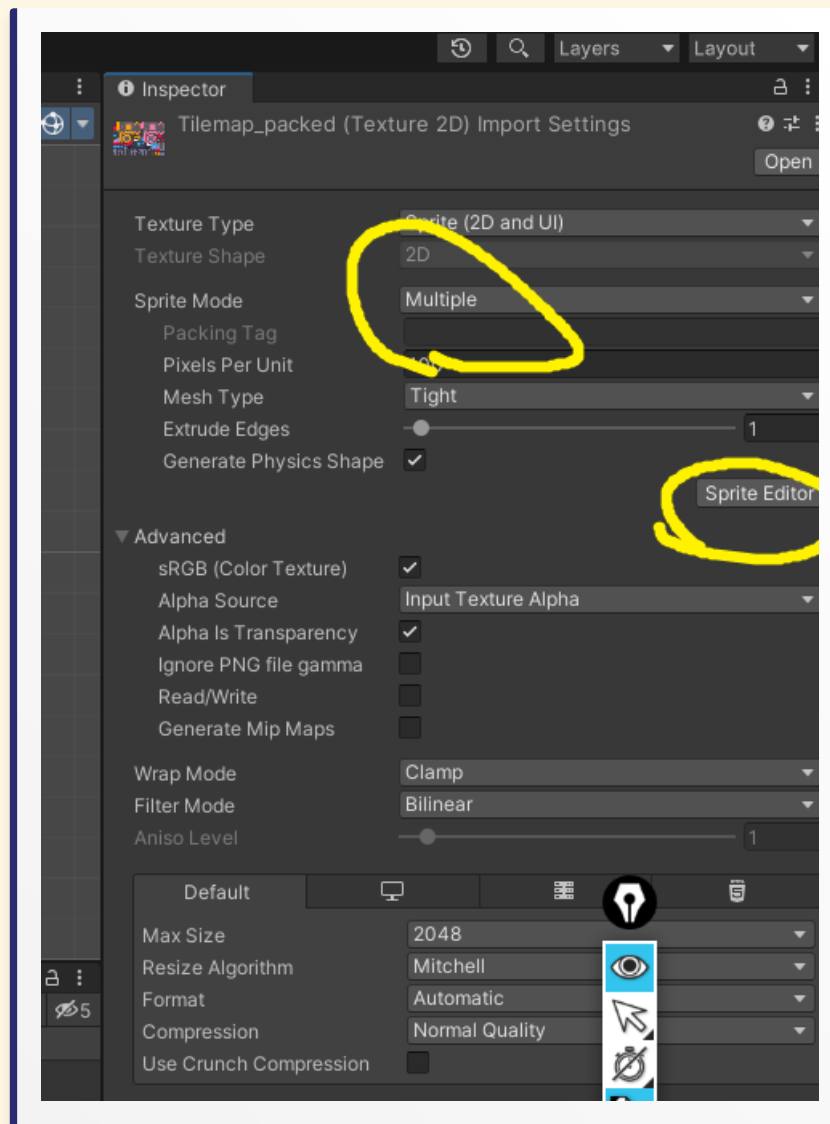 Layers Layout
Inspector
Tilemap_packed (Texture 2D) Import Settings
Open
Texture Type Sprite (2D and UI)
Texture Shape 2D
Sprite Mode Multiple
Packing Tag
Pixels Per Unit
Mesh Type Tight
Extrude Edges 1
Generate Physics Shape
Sprite Editor
Advanced
sRGB (Color Texture)
Alpha Source Input Texture Alpha
Alpha Is Transparency
Ignore PNG file gamma
Read/Write
Generate Mip Maps
Wrap Mode Clamp
Filter Mode Bilinear
Aniso Level 1
Default
Max Size 2048
Resize Algorithm Mitchell
Format Automatic
5
Compression Normal Quality
Use Crunch Compression